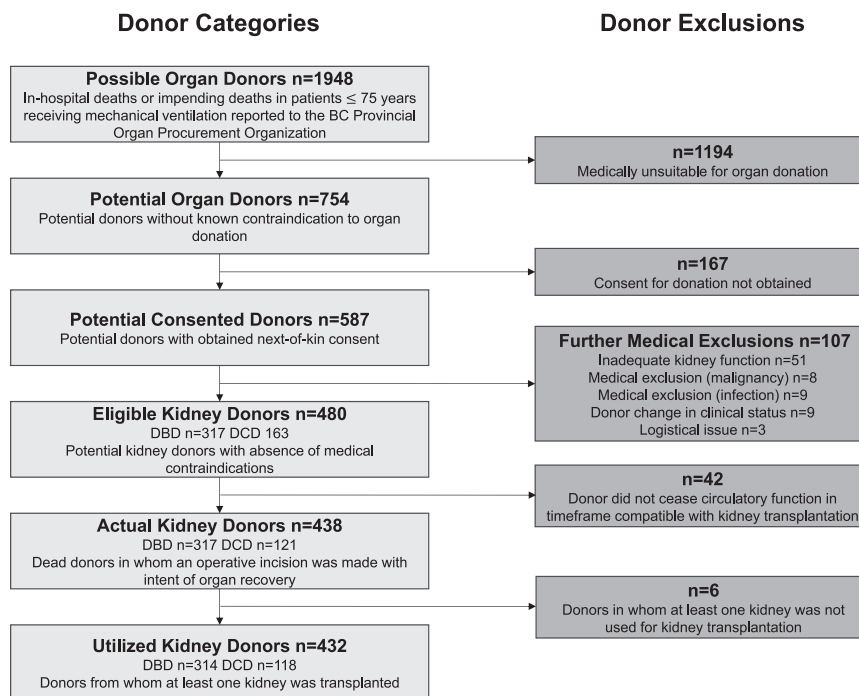 Donor Categories
Donor Exclusions
Possible Organ Donors n=1948
In-hospital deaths or impending deaths in patients ≤ 75 years
receiving mechanical ventilation reported to the BC Provincial
Organ Procurement Organization
n=1194
Medically unsuitable for organ donation
Potential Organ Donors n=754
Potential donors without known contraindication to organ
donation
n=167
Consent for donation not obtained
Potential Consented Donors n=587
Potential donors with obtained next-of-kin consent
Further Medical Exclusions n=107
Inadequate kidney function n=51
Medical exclusion (malignancy) n=8
Medical exclusion (infection) n=9
Donor change in clinical status n=9
Logistical issue n=3
Eligible Kidney Donors n=480
DBD n=317 DCD 163
Potential kidney donors with absence of medical
contraindications
n=42
Donor did not cease circulatory function in
timeframe compatible with kidney transplantation
Actual Kidney Donors n=438
DBD n=317 DCD n=121
Dead donors in whom an operative incision was made with
intent of organ recovery
n=6
Donors in whom at least one kidney was not
used for kidney transplantation
Utilized Kidney Donors n=432
DBD n=314 DCD n=118
Donors from whom at least one kidney was transplanted